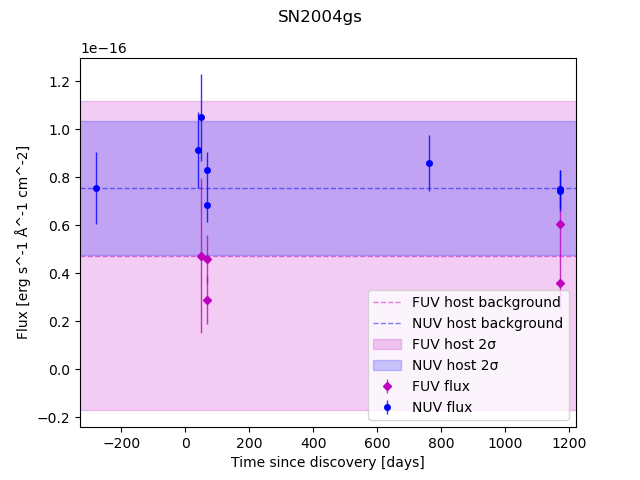 SN2004gs
1e−16
1.2
1.0
0.8
0.6
0.4
0.2
0.0
−0.2
Flux [erg s^-1 Å^-1 cm^-2]
FUV host background
NUV host background
FUV host 2σ
NUV host 2σ
FUV flux
NUV flux
−200 0 200 400 600 800 1000 1200
Time since discovery [days]